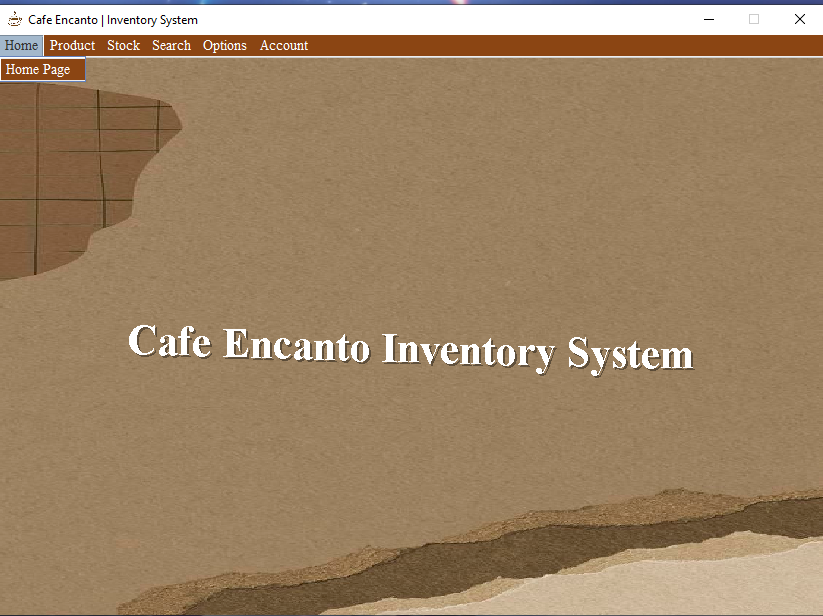 Cafe Encanto | Inventory System
Home Product Stock Search Options Account
Home Page
Cafe Encanto Inventory System